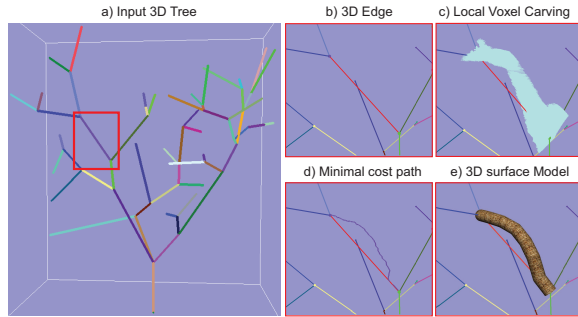 a) Input 3D Tree
b) 3D Edge
c) Local Voxel Carving
d) Minimal cost path
e) 3D surface Model